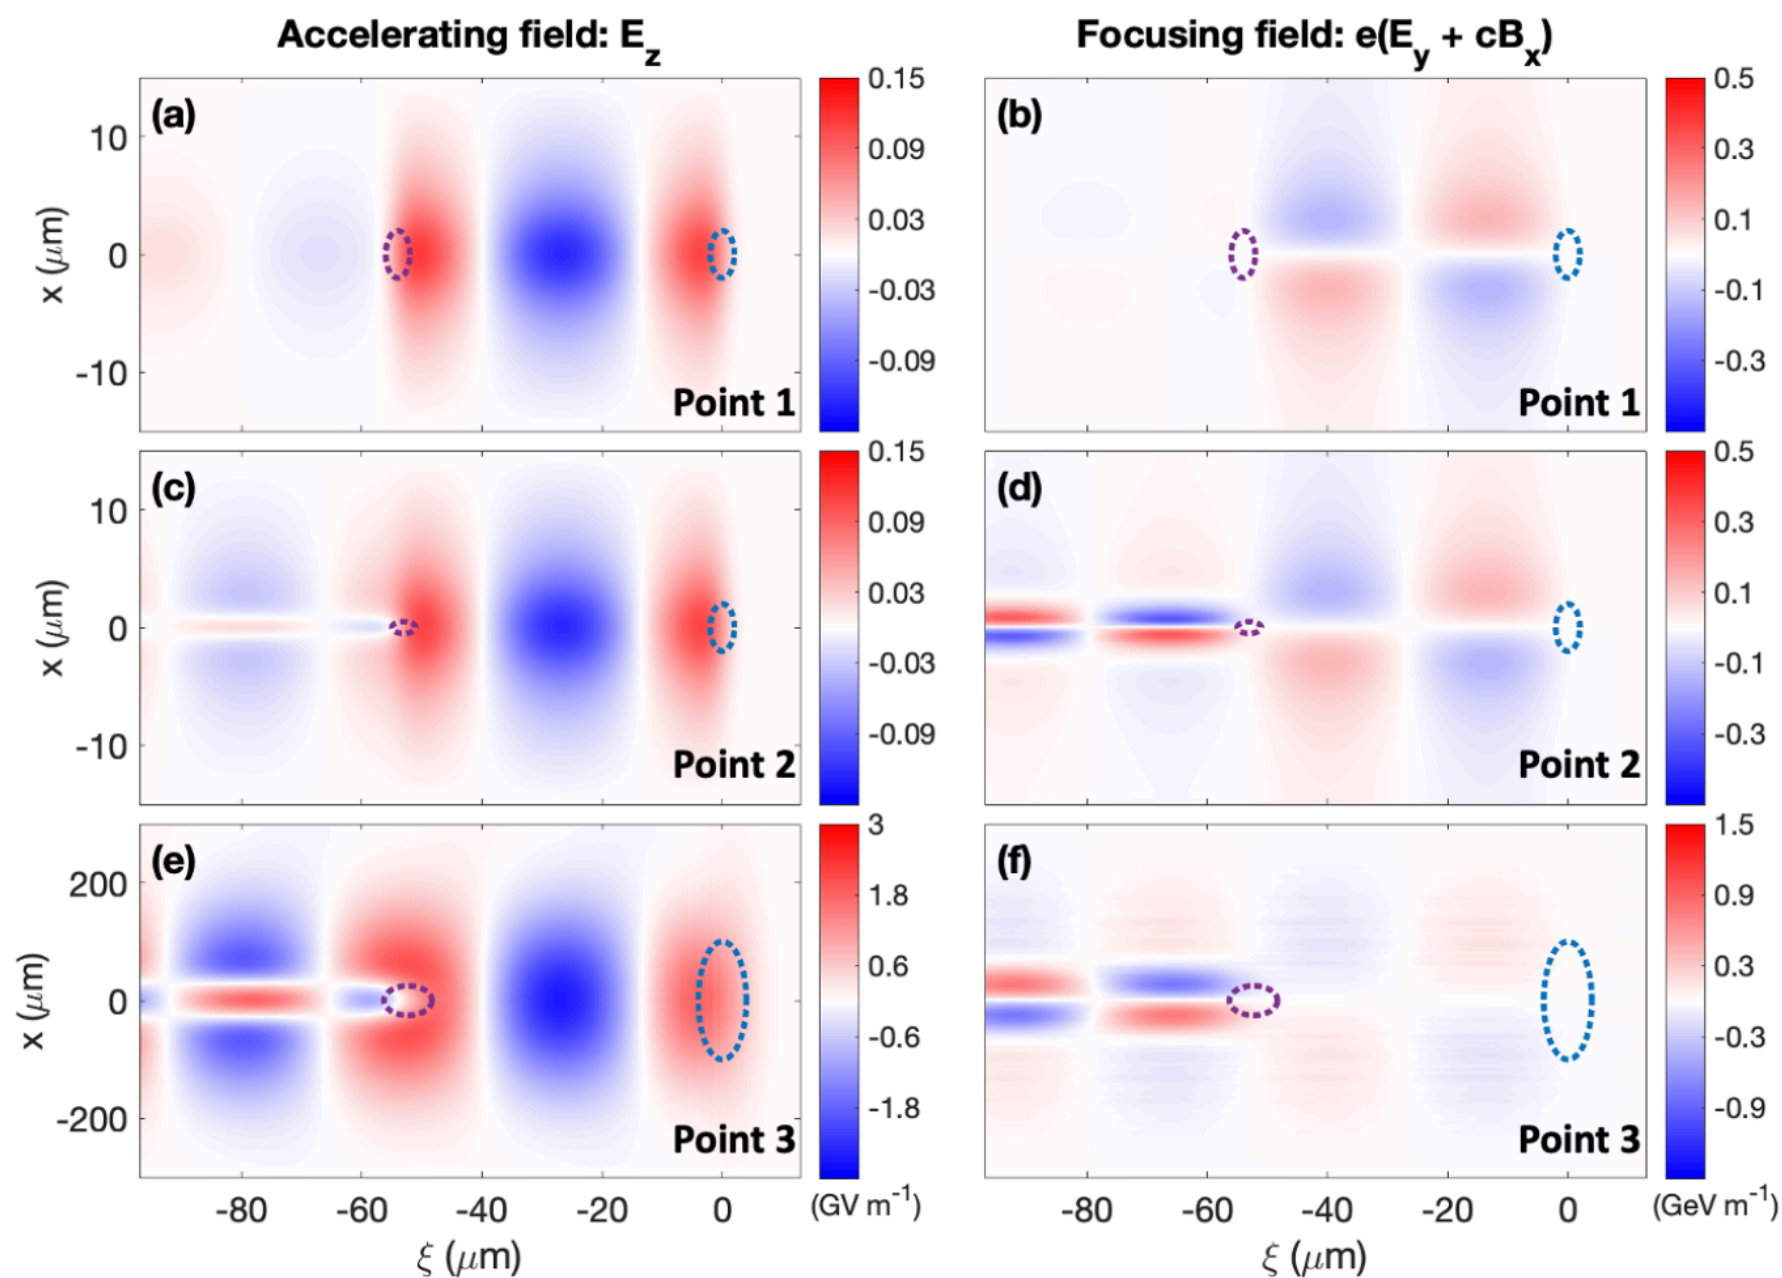 Accelerating field: E_z
Focusing field: e(E_y + cB_x)
(a)
x (μm)
10
0
-10
Point 1
0.15
0.09
0.03
-0.03
-0.09
(b)
Point 1
0.5
0.3
0.1
-0.1
-0.3
(c)
x (μm)
10
0
-10
Point 2
0.15
0.09
0.03
-0.03
-0.09
(d)
Point 2
0.5
0.3
0.1
-0.1
-0.3
(e)
x (μm)
200
0
-200
Point 3
3
1.8
0.6
-0.6
-1.8
(GV m⁻¹)
-80 -60 -40 -20 0
ξ (μm)
(f)
Point 3
1.5
0.9
0.3
-0.3
-0.9
(GeV m⁻¹)
-80 -60 -40 -20 0
ξ (μm)